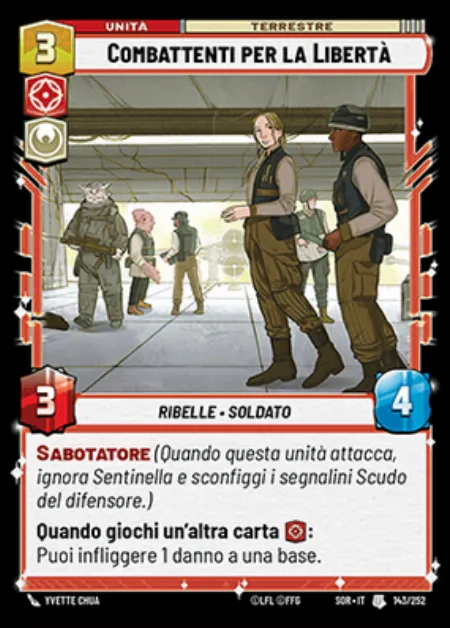 3
UNITÀ
TERRESTRE
COMBATTENTI PER LA LIBERTÀ
3
RIBELLE • SOLDATO
4
SABOTATORE (Quando questa unità attacca,
ignora Sentinella e sconfiggi i segnalini Scudo
del difensore.)
Quando giochi un'altra carta :
Puoi infliggere 1 danno a una base.
YVETTE CHUA
©LFL ©FFG
SOR • IT
143/252